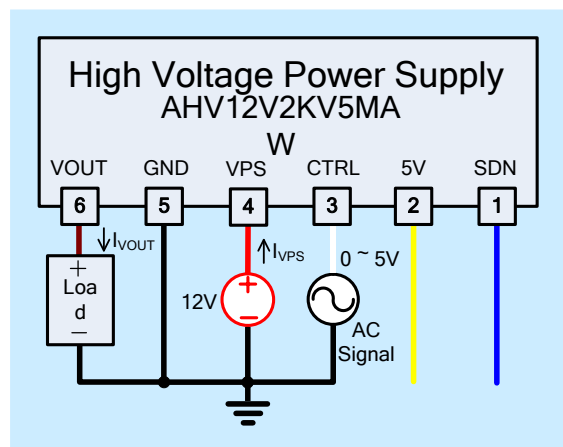 High Voltage Power Supply
AHV12V2KV5MA
W
VOUT GND VPS CTRL 5V SDN
6 5 4 3 2 1
↓IVOUT
↑IVPS
0 ~ 5V
+
Loa
d
−
12V
+
−
AC
Signal